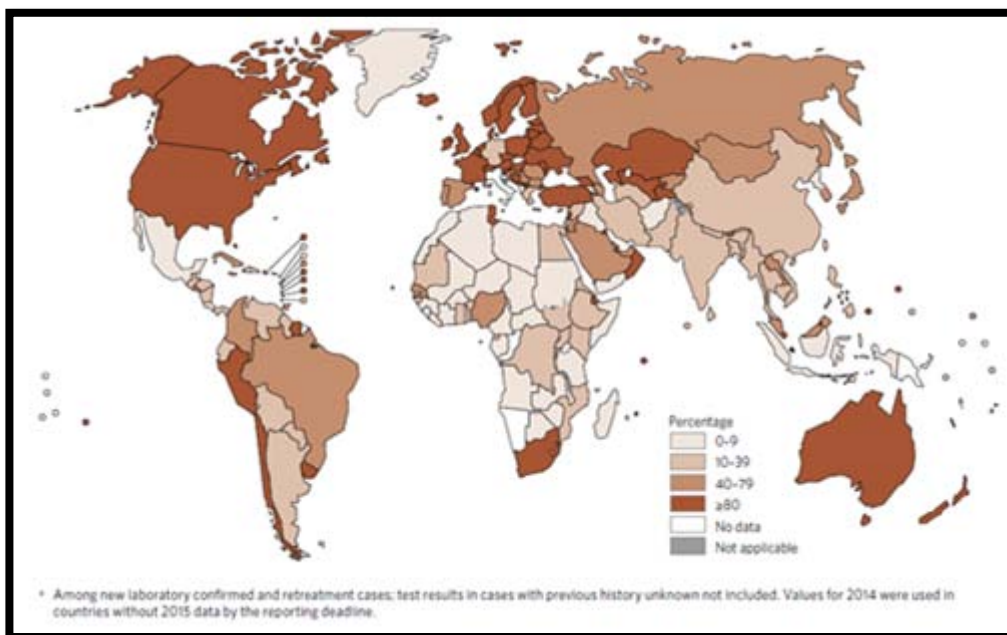 Percentage
0-9
10-39
40-79
≥80
No data
Not applicable
ᵃ Among new laboratory confirmed and retreatment cases; test results in cases with previous history unknown not included. Values for 2014 were used in
countries without 2015 data by the reporting deadline.